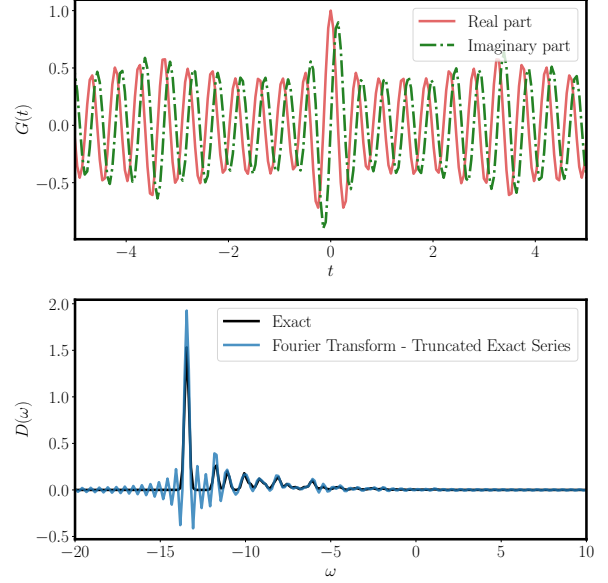 1.0
0.5
0.0
−0.5
G(t)
Real part
Imaginary part
−4
−2
0
2
4
t
2.0
1.5
1.0
0.5
0.0
−0.5
D(ω)
Exact
Fourier Transform - Truncated Exact Series
−20
−15
−10
−5
0
5
10
ω